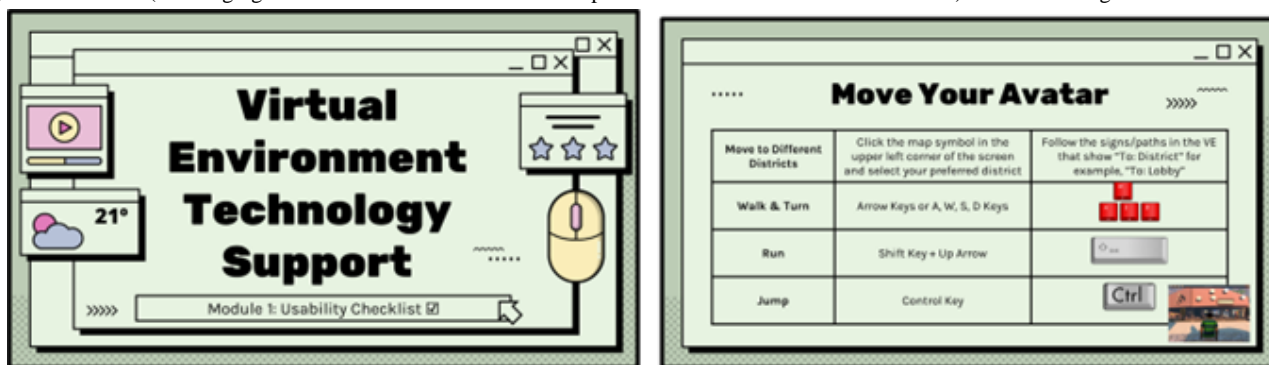 Virtual
Environment
Technology
Support
21°
Module 1: Usability Checklist ☑
Move Your Avatar
Move to Different
Districts
Click the map symbol in the
upper left corner of the screen
and select your preferred district
Follow the signs/paths in the VE
that show "To: District" for
example, "To: Lobby"
Walk & Turn
Arrow Keys or A, W, S, D Keys
Run
Shift Key + Up Arrow
Jump
Control Key
Ctrl